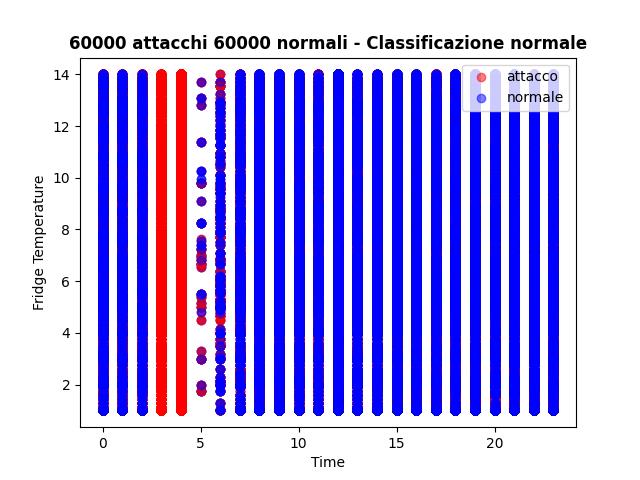 60000 attacchi 60000 normali - Classificazione normale
attacco
normale
14
12
10
8
6
4
2
Fridge Temperature
0 5 10 15 20
Time